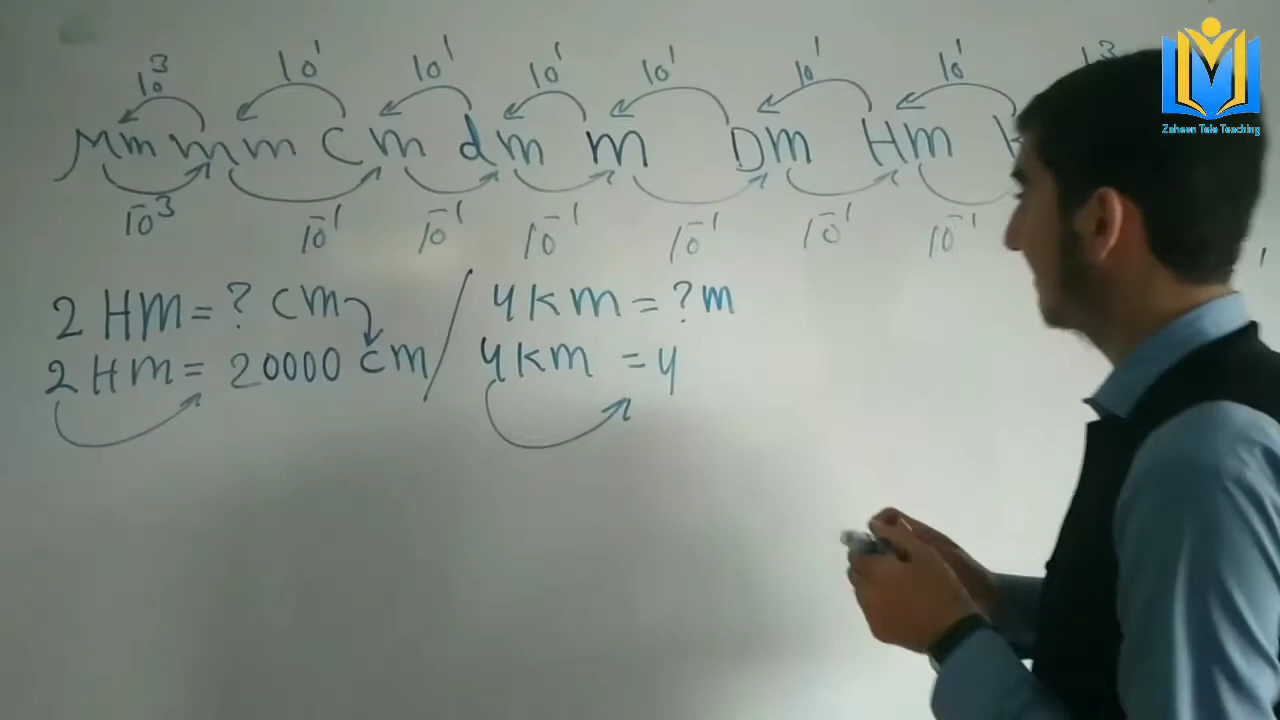 10³ 10¹ 10¹ 10¹ 10¹ 10¹ 10¹
Mm mm Cm dm m Dm Hm
10⁻³ 10⁻¹ 10⁻¹ 10⁻¹ 10⁻¹ 10⁻¹ 10⁻¹
2 Hm = ? Cm / 4 km = ? m
2 Hm = 20000 cm / 4 km = 4
Zaheen Tele Teaching